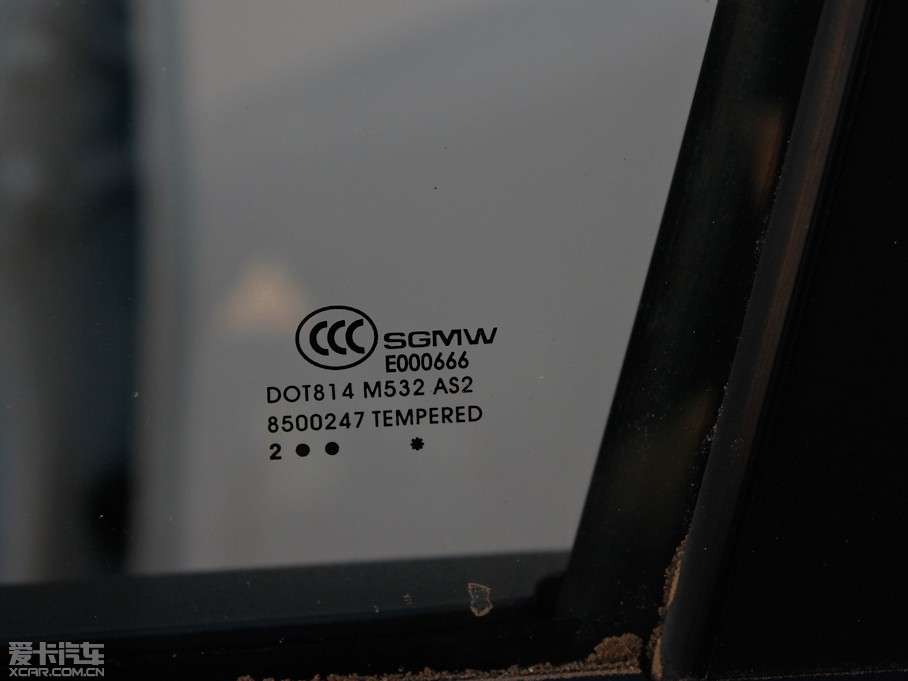 CCC SGMW
E000666
DOT814 M532 AS2
8500247 TEMPERED
2 ●● *
爱卡汽车
XCAR.COM.CN